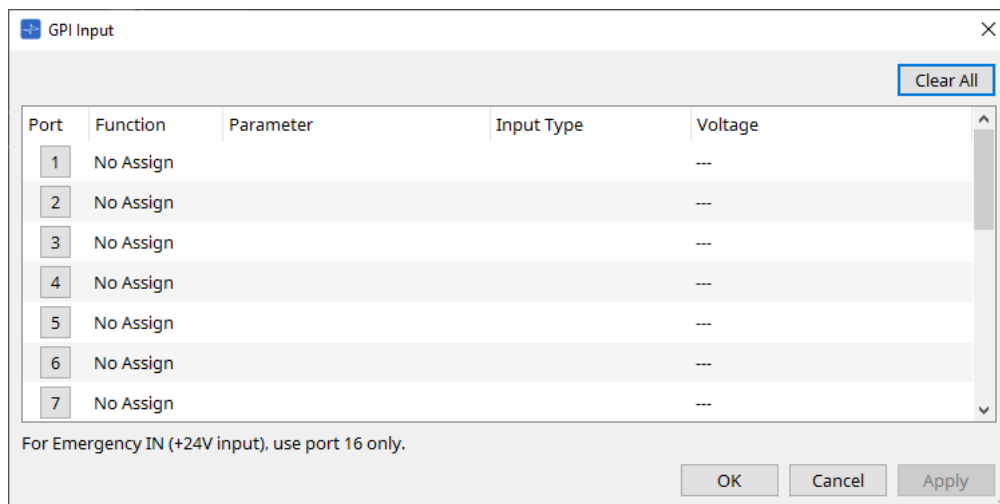 GPI Input
Clear All
Port Function Parameter Input Type Voltage
1 No Assign ---
2 No Assign ---
3 No Assign ---
4 No Assign ---
5 No Assign ---
6 No Assign ---
7 No Assign ---
For Emergency IN (+24V input), use port 16 only.
OK Cancel Apply